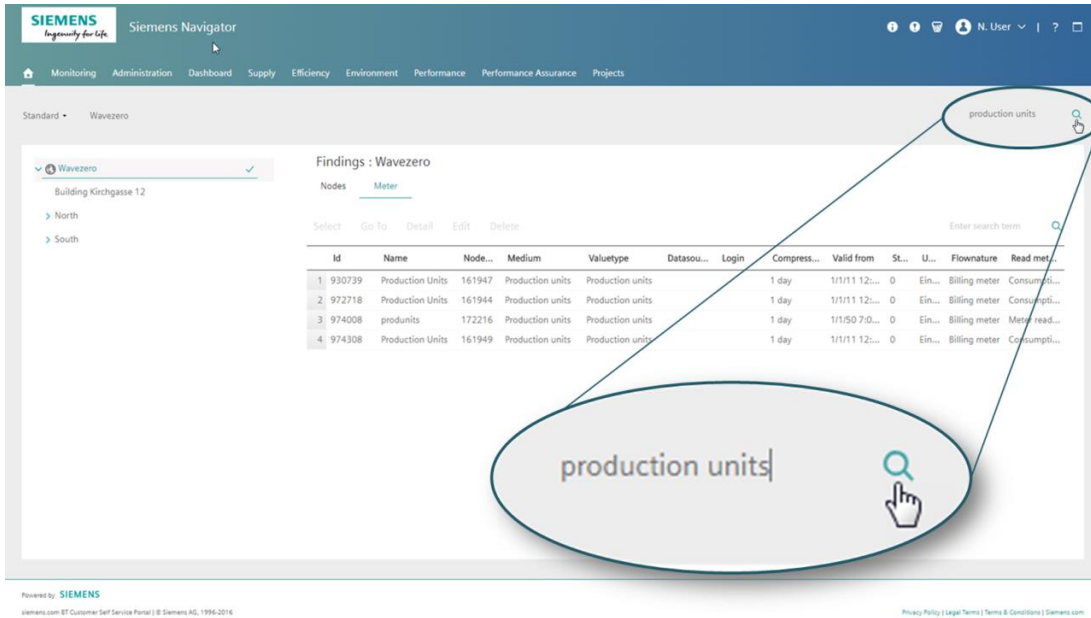 SIEMENS
Ingenuity for life
Siemens Navigator
N. User
?
Monitoring Administration Dashboard Supply Efficiency Environment Performance Performance Assurance Projects
Standard Wavezero
production units
Wavezero
Building Kirchgasse 12
North
South
Findings : Wavezero
Nodes Meter
Select Go To Detail Edit Delete
Enter search term
Id Name Node... Medium Valuetype Datasou... Login Compress... Valid from St... U... Flownature Read met...
1 930739 Production Units 161947 Production units Production units 1 day 1/1/11 12:... 0 Ein... Billing meter Consumpti...
2 972718 Production Units 161944 Production units Production units 1 day 1/1/11 12:... 0 Ein... Billing meter Consumpti...
3 974008 produnits 172216 Production units Production units 1 day 1/1/50 7:0... 0 Ein... Billing meter Meter read...
4 974308 Production Units 161949 Production units Production units 1 day 1/1/11 12:... 0 Ein... Billing meter Consumpti...
production units
Powered by SIEMENS
siemens.com BT Customer Self Service Portal | © Siemens AG, 1996-2016
Privacy Policy | Legal Terms | Terms & Conditions | Siemens.com